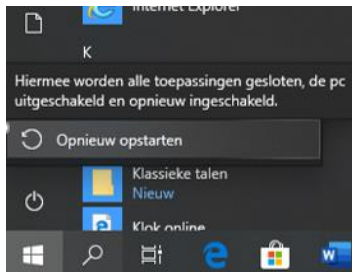 Internet Explorer
K
Hiermee worden alle toepassingen gesloten, de pc
uitgeschakeld en opnieuw ingeschakeld.
Opnieuw opstarten
Klassieke talen
Nieuw
Klok online
W